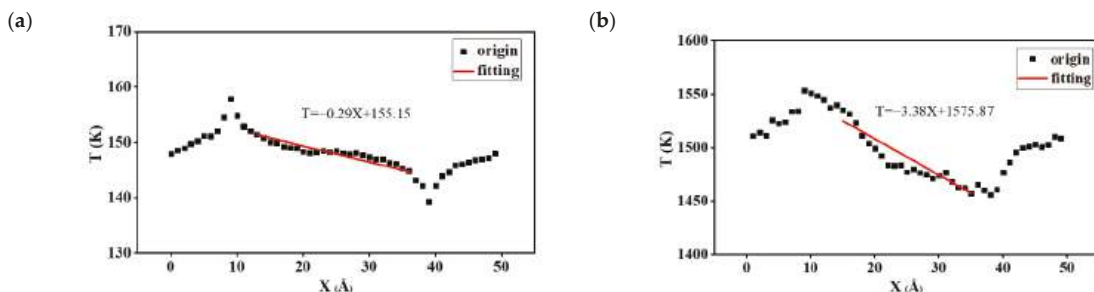 (a)
170
160
150
140
130
T (K)
origin
fitting
T=−0.29X+155.15
0 10 20 30 40 50
X (Å)
(b)
1600
1550
1500
1450
1400
T (K)
origin
fitting
T=−3.38X+1575.87
0 10 20 30 40 50
X (Å)